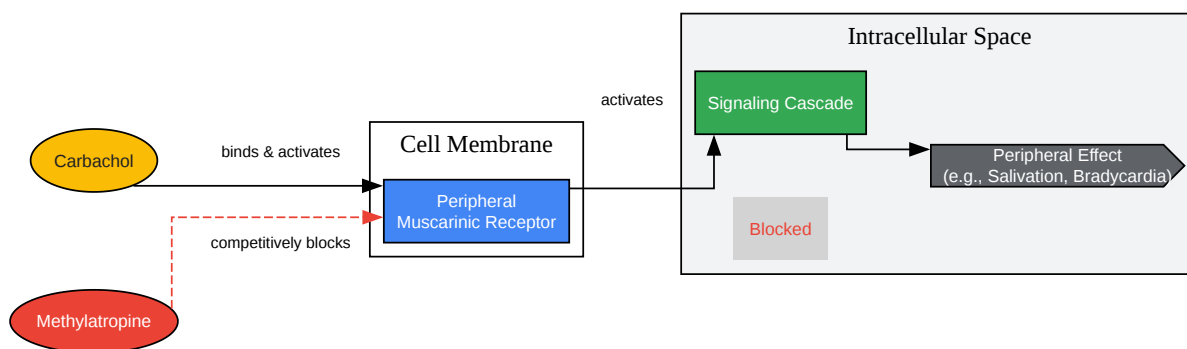 Intracellular Space
activates
Signaling Cascade
Cell Membrane
Carbachol
binds & activates
Peripheral Effect
(e.g., Salivation, Bradycardia)
Peripheral
Muscarinic Receptor
Blocked
competitively blocks
Methylatropine